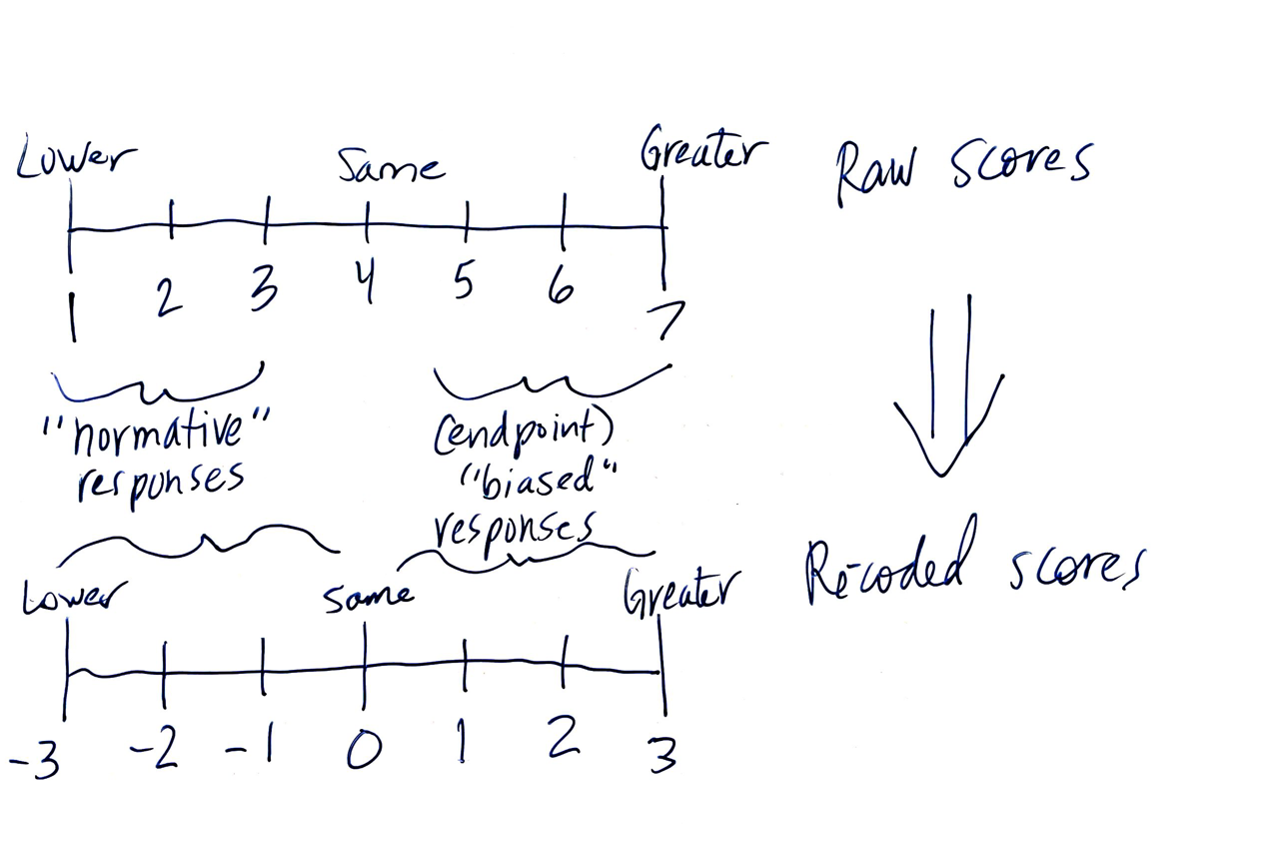 Lower Same Greater Raw scores
1 2 3 4 5 6 7
"normative" (endpoint)
responses "biased"
responses
Lower Same Greater Re-coded scores
-3 -2 -1 0 1 2 3